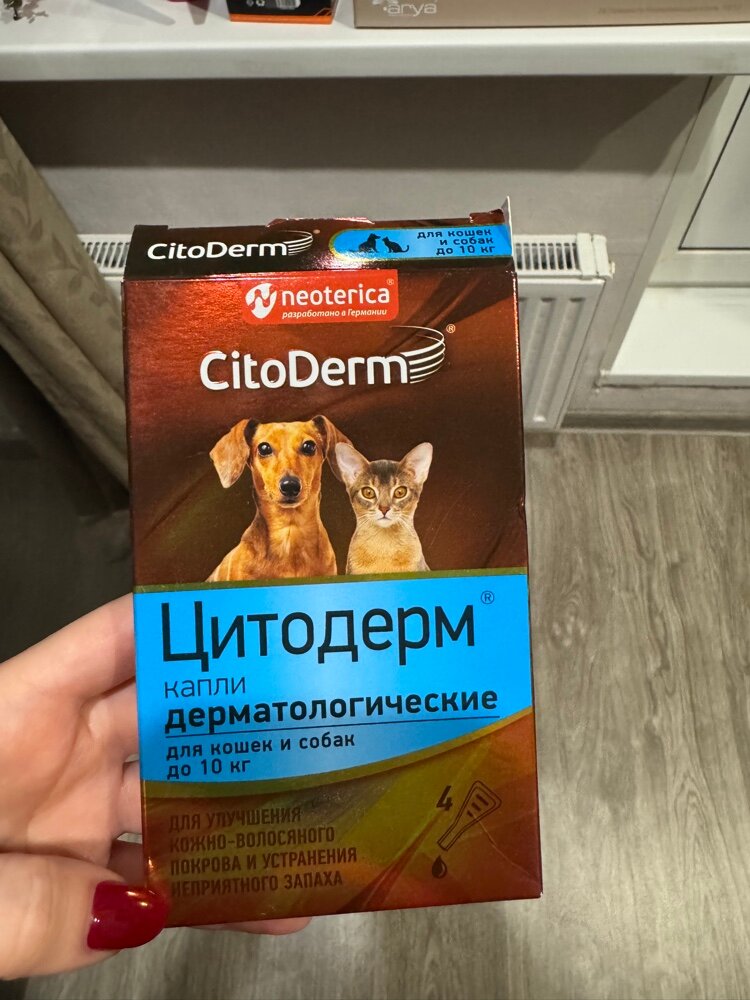 arya
CitoDerm
для кошек
и собак
до 10 кг
neoterica®
разработано в Германии
CitoDerm®
Цитодерм®
капли
дерматологические
для кошек и собак
до 10 кг
4
ДЛЯ УЛУЧШЕНИЯ
КОЖНО-ВОЛОСЯНОГО
ПОКРОВА И УСТРАНЕНИЯ
НЕПРИЯТНОГО ЗАПАХА